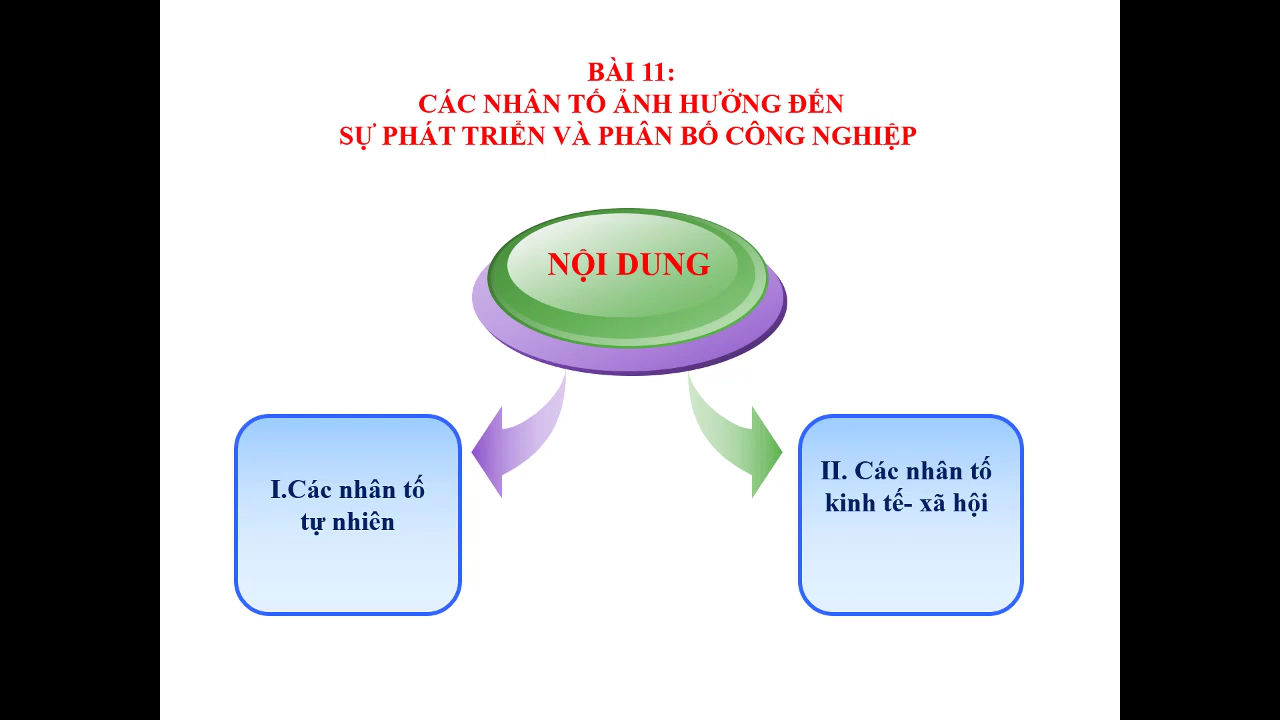 BÀI 11:
CÁC NHÂN TỐ ẢNH HƯỞNG ĐẾN
SỰ PHÁT TRIỂN VÀ PHÂN BỐ CÔNG NGHIỆP
NỘI DUNG
I.Các nhân tố
tự nhiên
II. Các nhân tố
kinh tế- xã hội